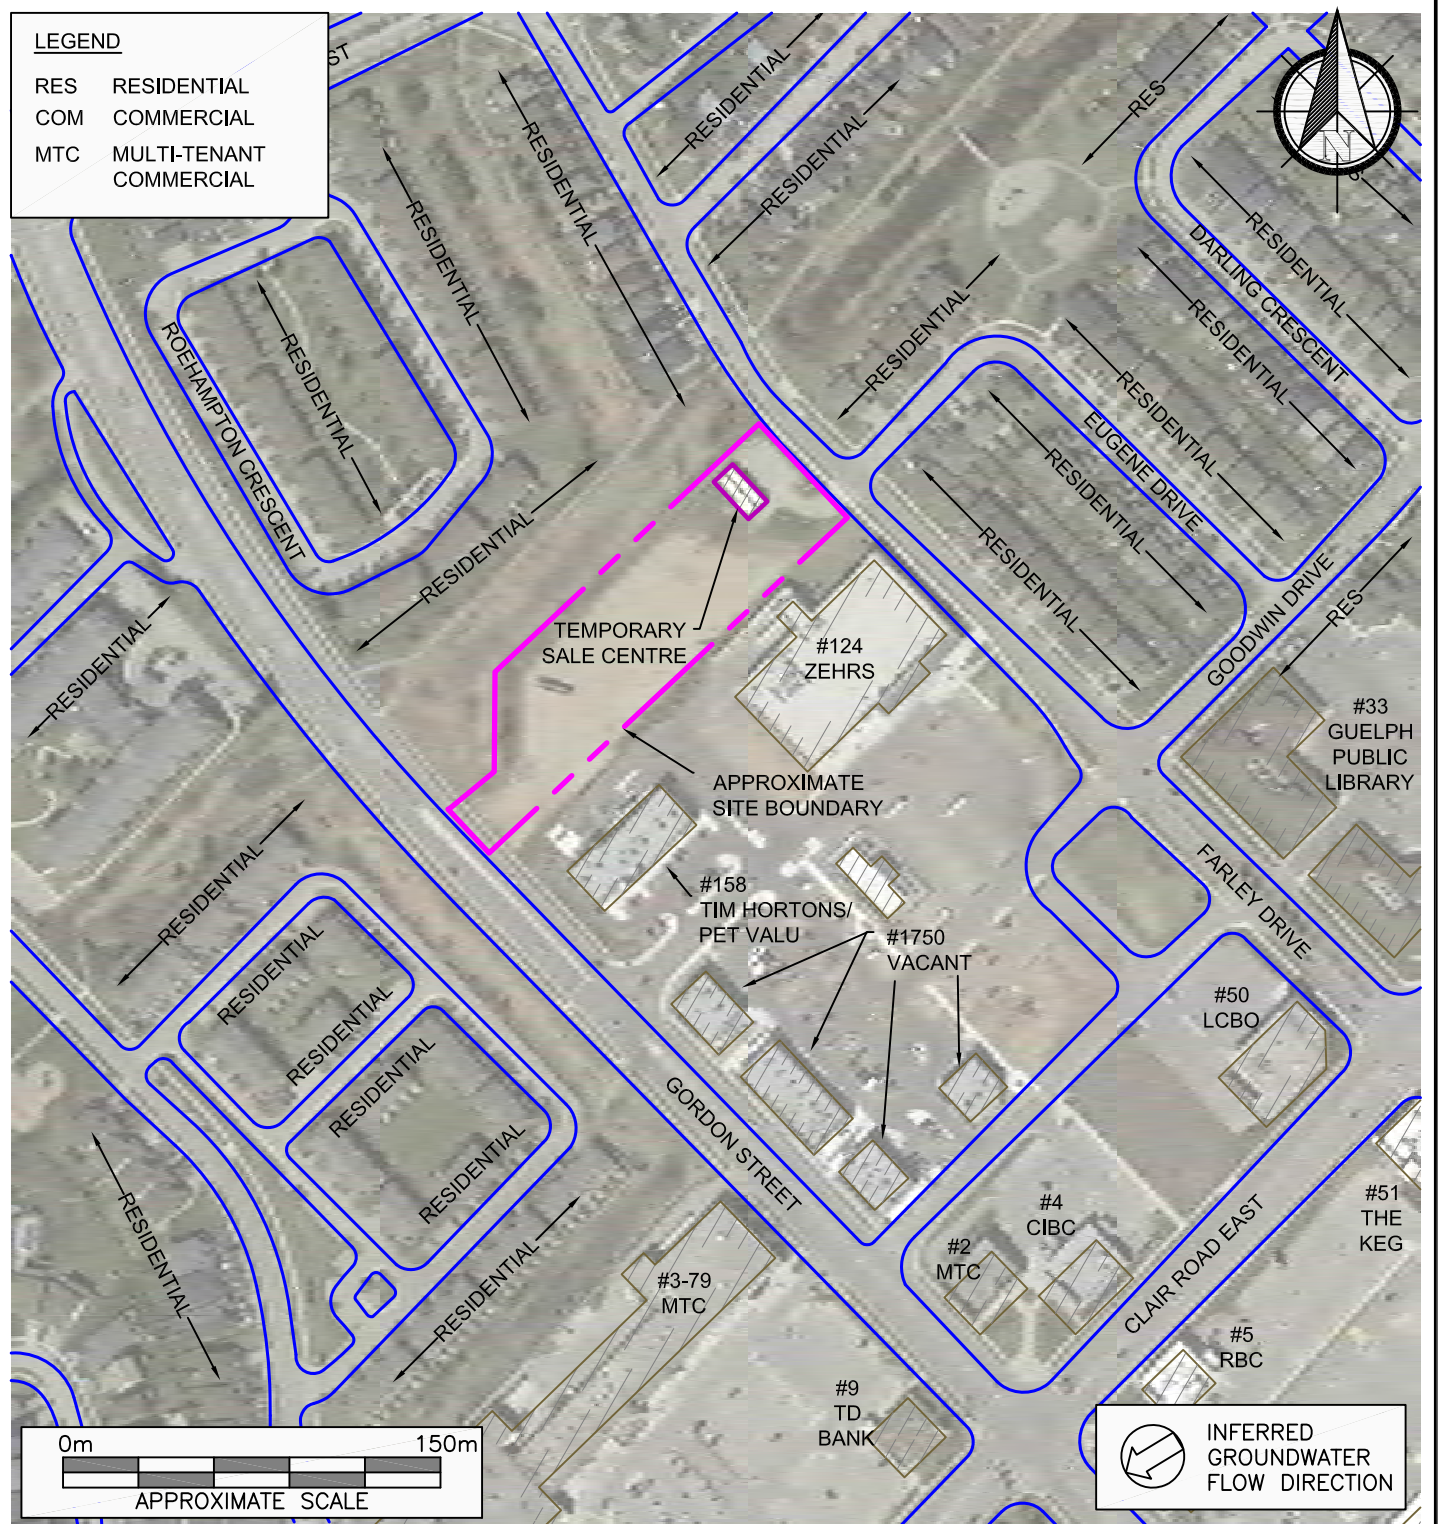 LEGEND
RES RESIDENTIAL
COM COMMERCIAL
MTC MULTI-TENANT
COMMERCIAL
ST
RESIDENTIAL
RESIDENTIAL
RESIDENTIAL
RES
N
RESIDENTIAL
RESIDENTIAL
DARLING CRESCENT
RESIDENTIAL
RESIDENTIAL
RESIDENTIAL
ROEHAMPTON CRESCENT
RESIDENTIAL
RESIDENTIAL
EUGENE DRIVE
RESIDENTIAL
RESIDENTIAL
RESIDENTIAL
GOODWIN DRIVE
RES
TEMPORARY
SALE CENTRE
#124
ZEHRS
RESIDENTIAL
#33
GUELPH
PUBLIC
LIBRARY
APPROXIMATE
SITE BOUNDARY
RESIDENTIAL
#158
TIM HORTONS/
PET VALU
FARLEY DRIVE
#1750
VACANT
RESIDENTIAL
RESIDENTIAL
RESIDENTIAL
RESIDENTIAL
#50
LCBO
GORDON STREET
RESIDENTIAL
RESIDENTIAL
#3-79
MTC
#2
MTC
#4
CIBC
CLAIR ROAD EAST
#51
THE
KEG
#5
RBC
#9
TD
BANK
0m 150m
APPROXIMATE SCALE
INFERRED
GROUNDWATER
FLOW DIRECTION